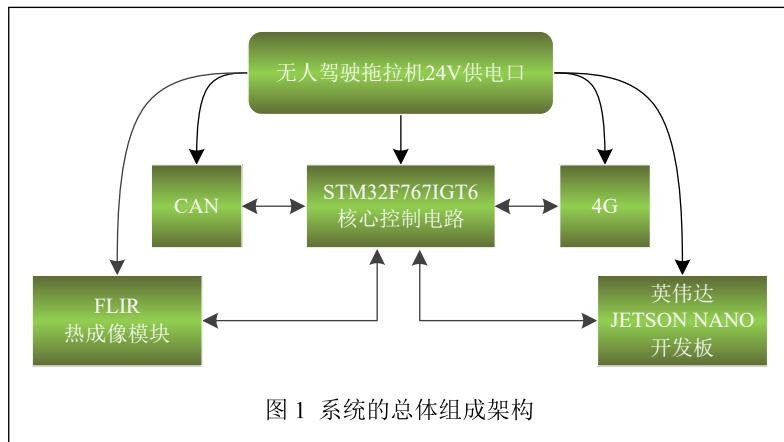 无人驾驶拖拉机24V供电口
CAN
STM32F767IGT6
核心控制电路
4G
FLIR
热成像模块
英伟达
JETSON NANO
开发板
图 1 系统的总体组成架构